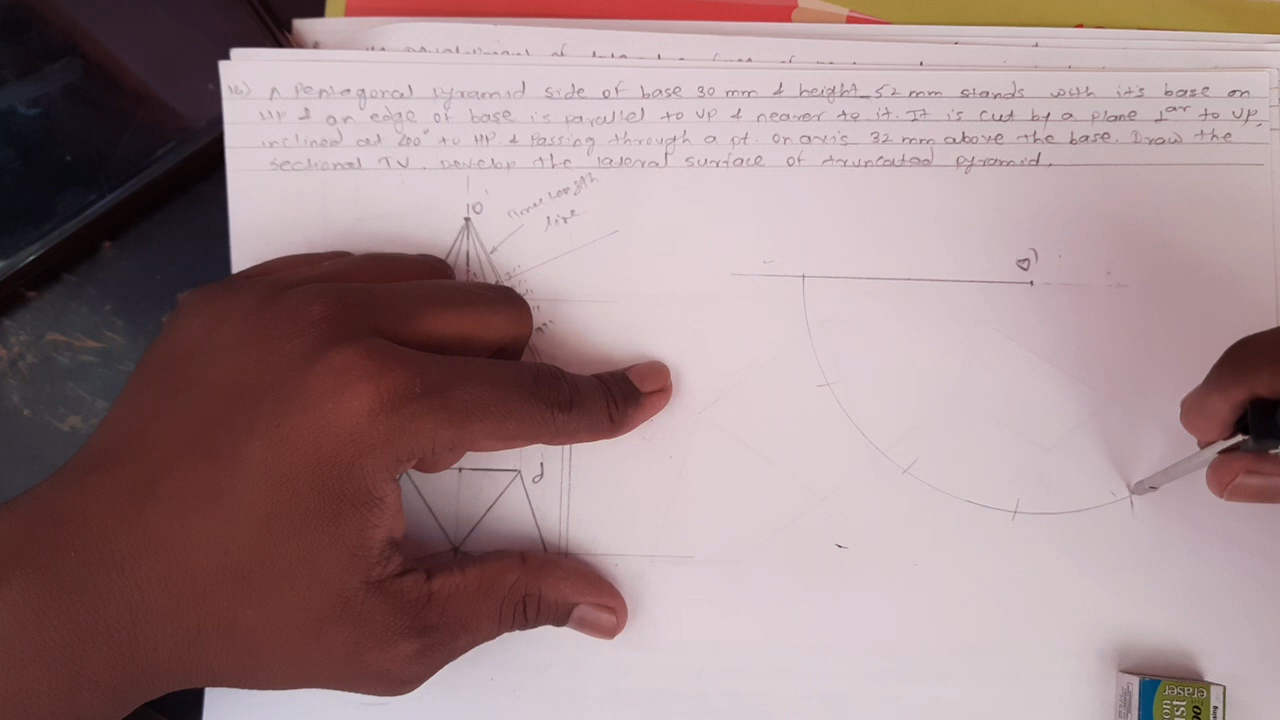 16) A Pentagonal pyramid side of base 30 mm & height 52 mm stands with it's base on
HP & an edge of base is parallel to VP & nearer to it. It is cut by a plane ⊥ar to VP,
inclined at 40° to HP. & Passing through a pt. on axis 32 mm above the base. Draw the
sectional TV. Develop the lateral surface of truncated pyramid.
O'
True Length
line
O'
d
eraser